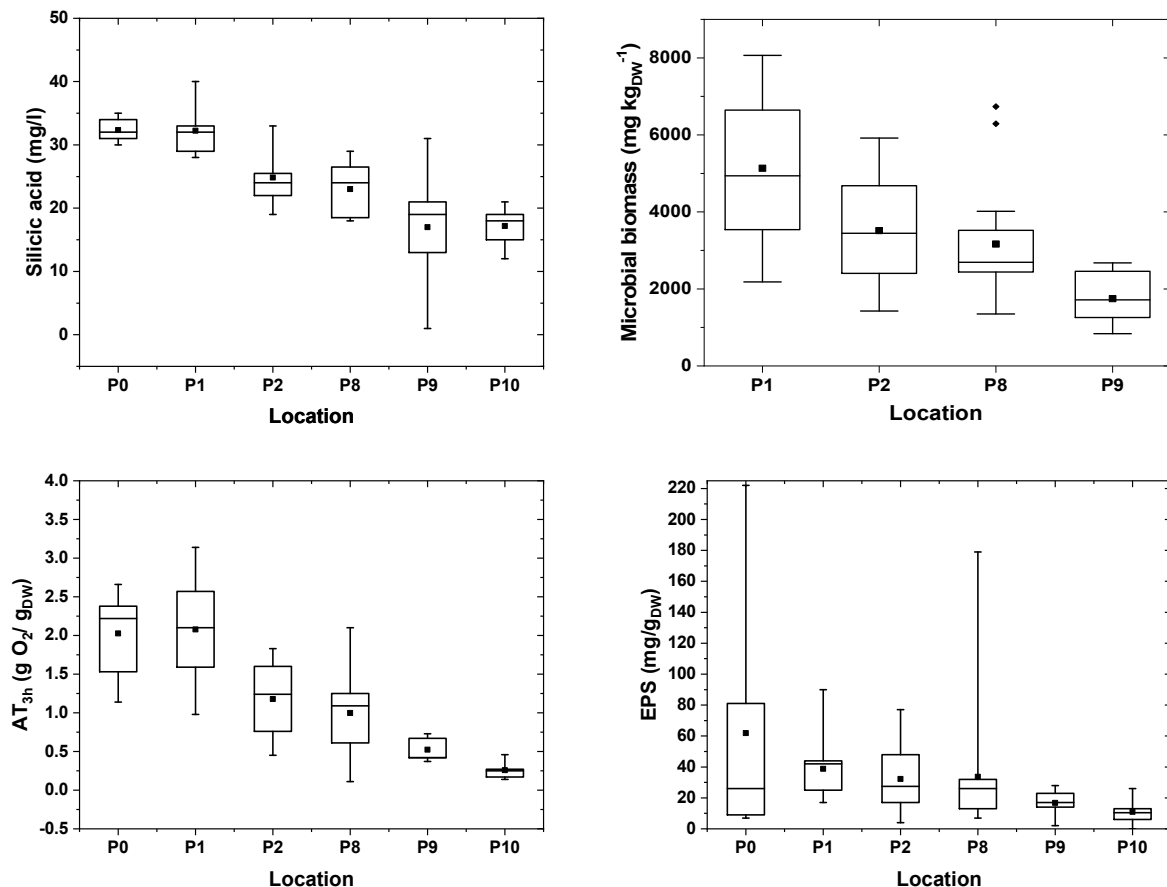 Silicic acid (mg/l)
50
40
30
20
10
0
P0 P1 P2 P8 P9 P10
Location
Microbial biomass (mg kg_DW⁻¹)
8000
6000
4000
2000
0
P1 P2 P8 P9
Location
AT_3h (g O₂/ g_DW)
4.0
3.5
3.0
2.5
2.0
1.5
1.0
0.5
0.0
-0.5
P0 P1 P2 P8 P9 P10
Location
EPS (mg/g_DW)
220
200
180
160
140
120
100
80
60
40
20
0
P0 P1 P2 P8 P9 P10
Location